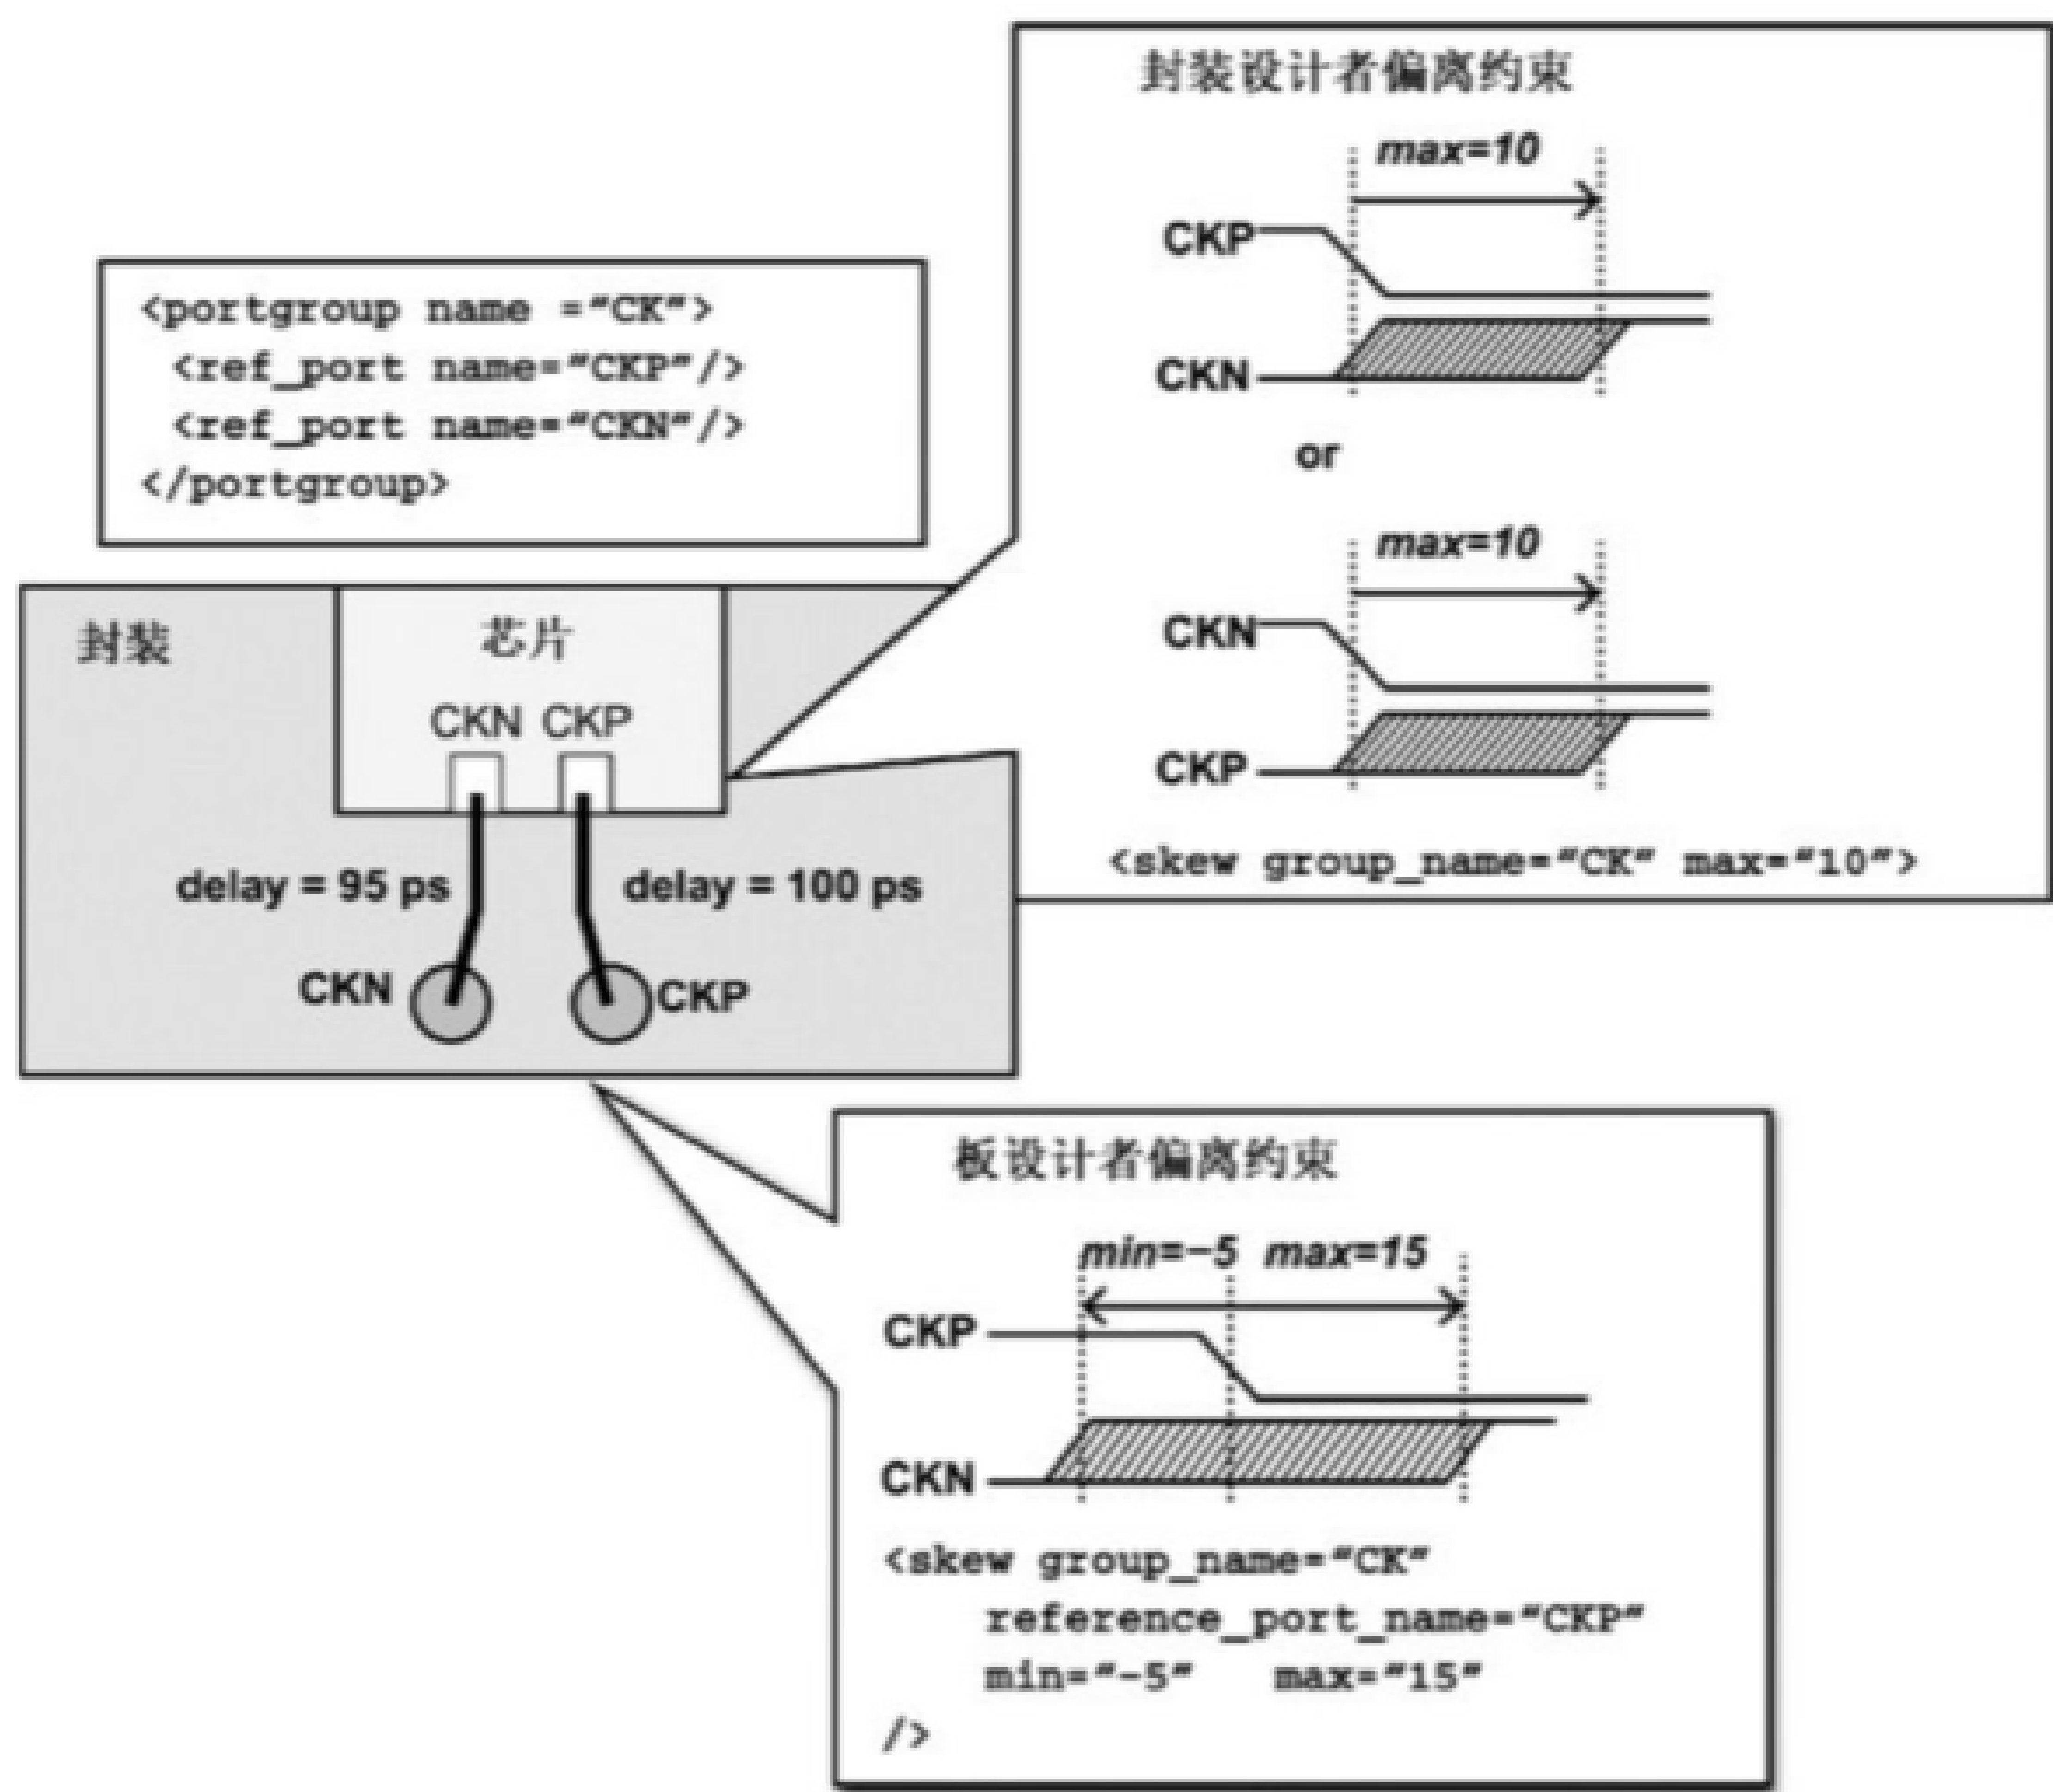 <portgroup name ="CK">
<ref_port name="CKP"/>
<ref_port name="CKN"/>
</portgroup>
封装设计者偏离约束
max=10
CKP
CKN
or
max=10
CKN
CKP
<skew group_name="CK" max="10">
封装
芯片
CKN CKP
delay = 95 ps
delay = 100 ps
CKN
CKP
板设计者偏离约束
min=-5 max=15
CKP
CKN
<skew group_name="CK"
reference_port_name="CKP"
min="-5" max="15"
/>